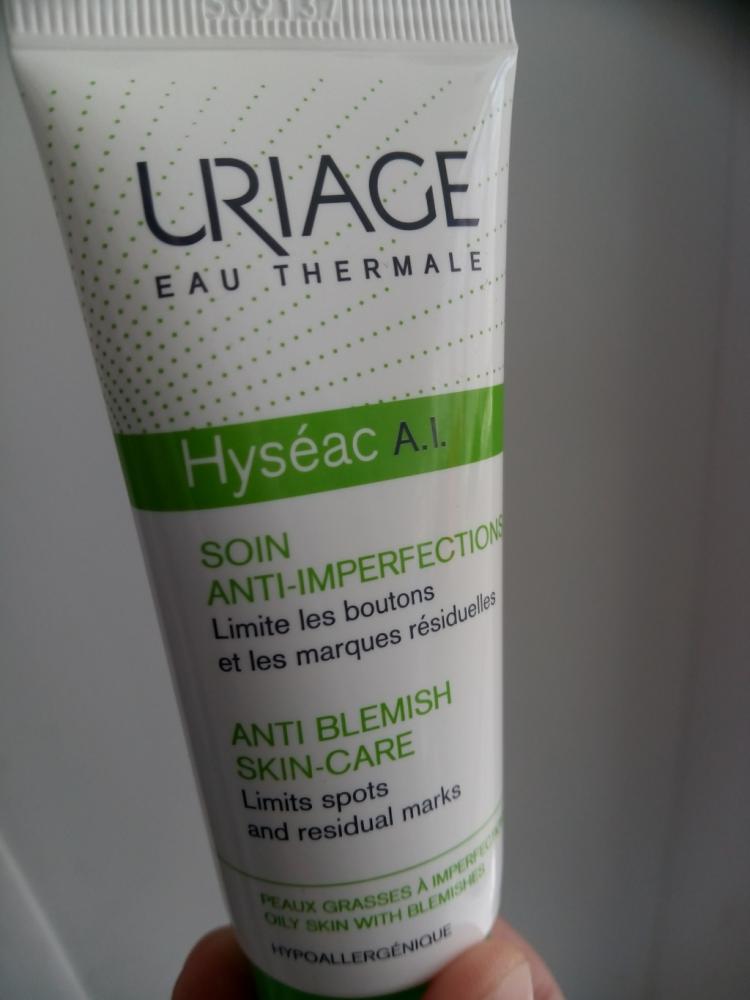 509137
URIAGE
EAU THERMALE
Hyséac A.I.
SOIN
ANTI-IMPERFECTIONS
Limite les boutons
et les marques résiduelles
ANTI BLEMISH
SKIN-CARE
Limits spots
and residual marks
PEAUX GRASSES À
OILY SKIN WITH BLEMISHES
HYPOALLERGÉNIQUE